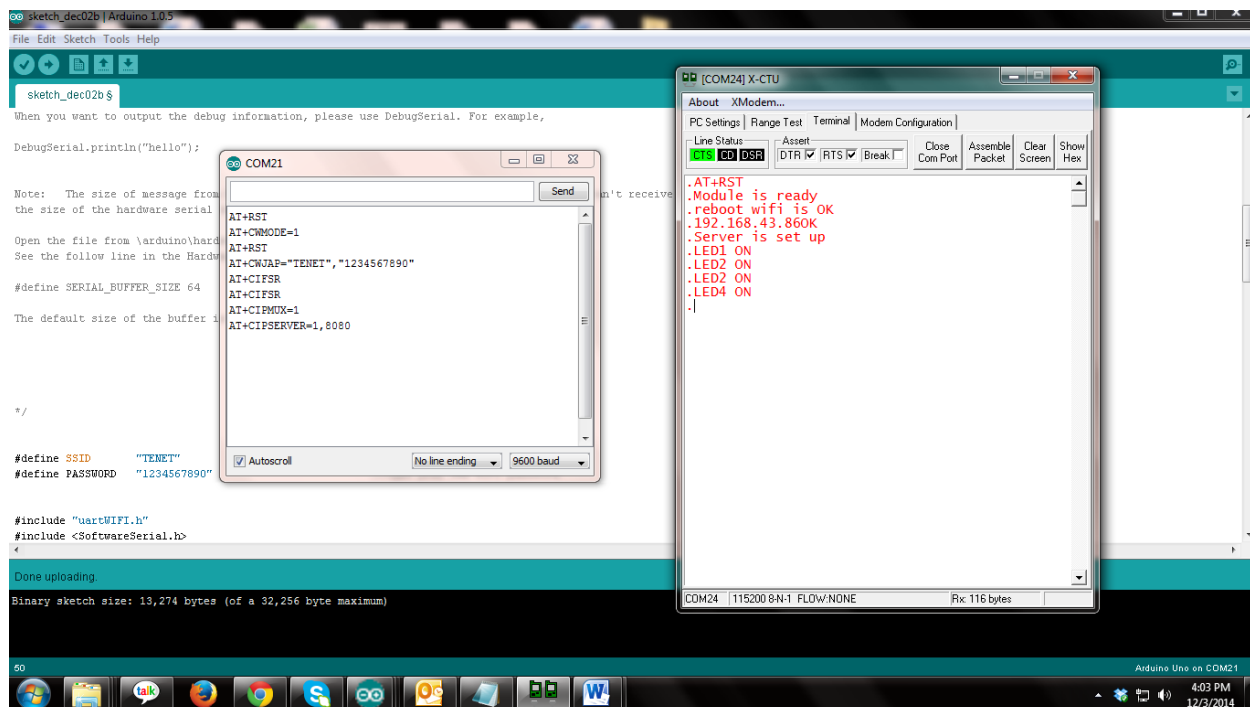 sketch_dec02b | Arduino 1.0.5
File Edit Sketch Tools Help
sketch_dec02b §
When you want to output the debug information, please use DebugSerial. For example,
DebugSerial.println("hello");
Note: The size of message from
n't receive
the size of the hardware serial
Open the file from \arduino\hard
See the follow line in the Hardw
#define SERIAL_BUFFER_SIZE 64
The default size of the buffer i
*/
#define SSID "TENET"
#define PASSWORD "1234567890"
#include "uartWIFI.h"
#include <SoftwareSerial.h>
Done uploading.
Binary sketch size: 13,274 bytes (of a 32,256 byte maximum)
50
Arduino Uno on COM21
COM21
Send
AT+RST
AT+CWMODE=1
AT+RST
AT+CWJAP="TENET","1234567890"
AT+CIFSR
AT+CIFSR
AT+CIPMUX=1
AT+CIPSERVER=1,8080
Autoscroll
No line ending
9600 baud
[COM24] X-CTU
About XModem...
PC Settings Range Test Terminal Modem Configuration
Line Status
CTS CD DSR
Assert
DTR RTS Break
Close Com Port
Assemble Packet
Clear Screen
Show Hex
.AT+RST
.Module is ready
.reboot wifi is OK
.192.168.43.86OK
.Server is set up
.LED1 ON
.LED2 ON
.LED2 ON
.LED4 ON
.
COM24 115200 8-N-1 FLOW:NONE Rx: 116 bytes
talk
4:03 PM
12/3/2014